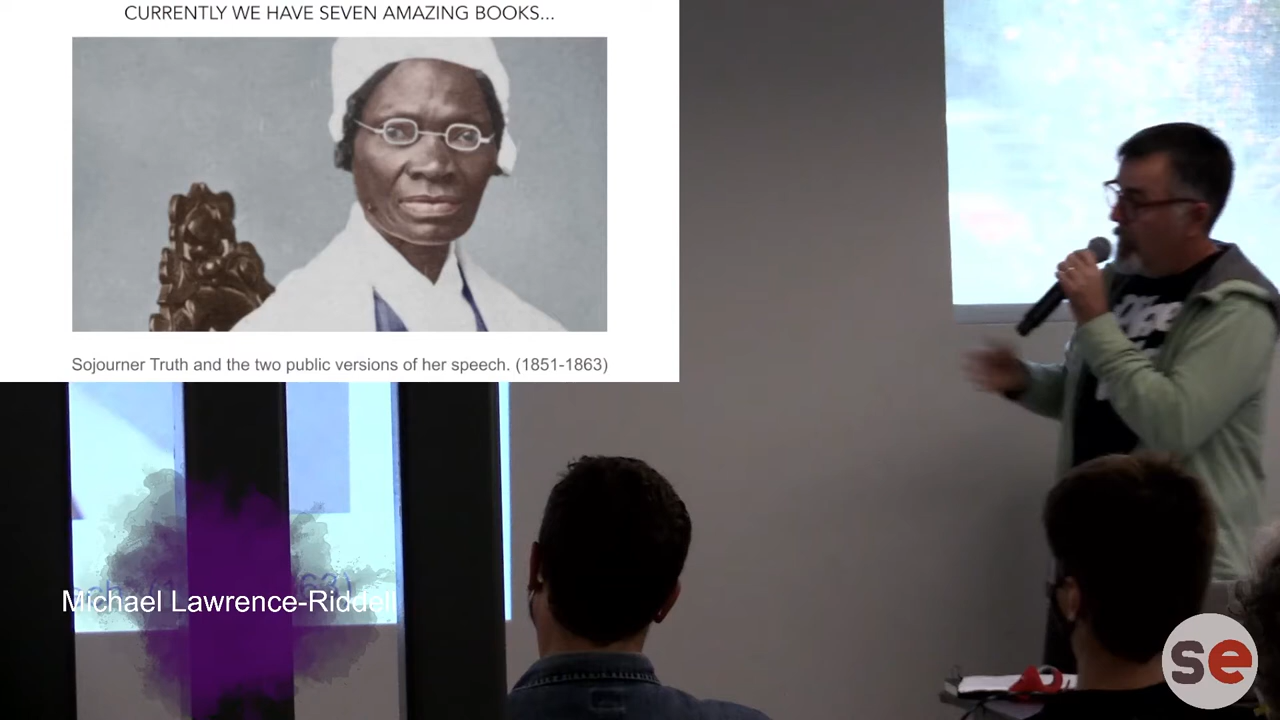 CURRENTLY WE HAVE SEVEN AMAZING BOOKS...
Sojourner Truth and the two public versions of her speech. (1851-1863)
Michael Lawrence-Riddell
se